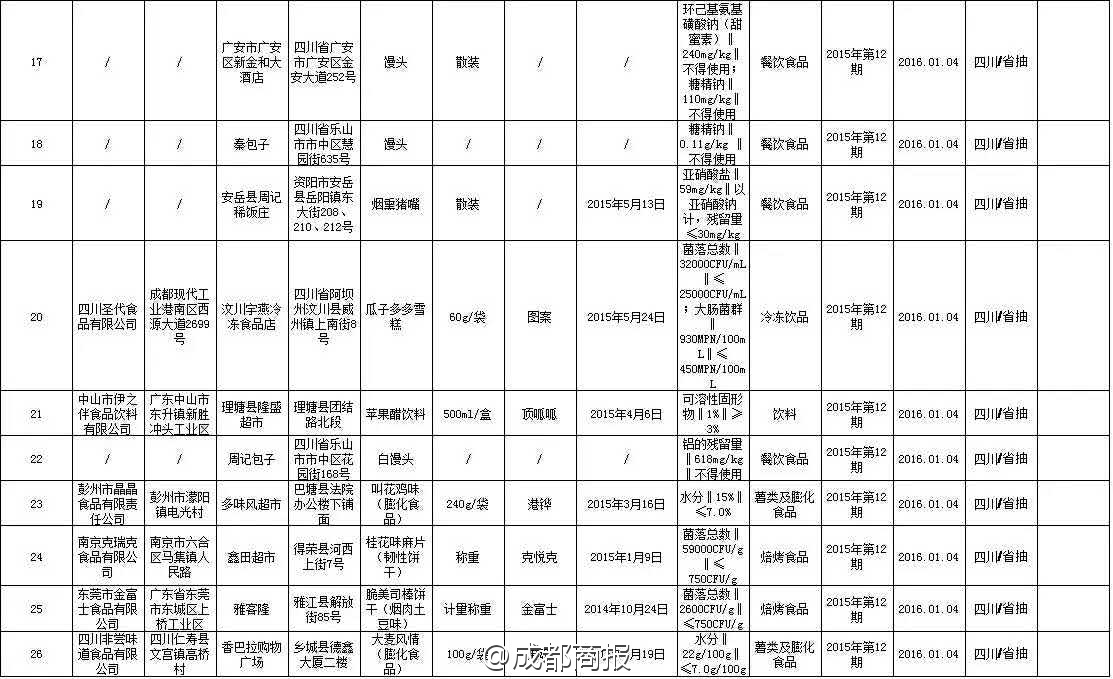 17 / / 广安市广安区新金和大酒店 四川省广安市广安区金安大道252号 馒头 散装 / / 环己基氨基磺酸钠（甜蜜素）‖240mg/kg‖不得使用；糖精钠‖110mg/kg‖不得使用 餐饮食品 2015年第12期 2016.01.04 四川/省抽
18 / / 秦包子 四川省乐山市市中区慧园街635号 馒头 / / / 糖精钠‖0.11g/kg ‖不得使用 餐饮食品 2015年第12期 2016.01.04 四川/省抽
19 / / 安岳县周记稀饭庄 资阳市安岳县岳阳镇东大街208、210、212号 烟熏猪嘴 散装 / 2015年5月13日 亚硝酸盐‖59mg/kg‖以亚硝酸钠计，残留量≤30mg/kg 餐饮食品 2015年第12期 2016.01.04 四川/省抽
20 四川圣代食品有限公司 成都现代工业港南区西源大道2699号 汶川宇燕冷冻食品店 四川省阿坝州汶川县威州镇上南街8号 瓜子多多雪糕 60g/袋 图案 2015年5月24日 菌落总数‖32000CFU/mL‖≤25000CFU/mL；大肠菌群‖930MPN/100mL‖≤450MPN/100mL 冷冻饮品 2015年第12期 2016.01.04 四川/省抽
21 中山市伊之伴食品饮料有限公司 广东中山市东升镇新胜冲头工业区 理塘县隆盛超市 理塘县团结路北段 苹果醋饮料 500ml/盒 顶呱呱 2015年4月6日 可溶性固形物‖1%‖≥3% 饮料 2015年第12期 2016.01.04 四川/省抽
22 / / 周记包子 四川省乐山市市中区花园街168号 白馒头 / / / 铝的残留量‖618mg/kg‖不得使用 餐饮食品 2015年第12期 2016.01.04 四川/省抽
23 彭州市晶晶食品有限责任公司 彭州市濛阳镇电光村 多味风超市 巴塘县法院办公楼下铺面 叫花鸡味（膨化食品） 240g/袋 港铧 2015年3月16日 水分‖15%‖≤7.0% 薯类及膨化食品 2015年第12期 2016.01.04 四川/省抽
24 南京克瑞克食品有限公司 南京市六合区马集镇人民路 鑫田超市 得荣县河西上街7号 桂花味麻片（韧性饼干） 称重 克悦克 2015年1月9日 菌落总数‖59000CFU/g‖≤750CFU/g 焙烤食品 2015年第12期 2016.01.04 四川/省抽
25 东莞市金富士食品有限公司 广东省东莞市东城区上桥工业区 雅客隆 雅江县解放街85号 脆美司棒饼干（烟肉土豆味） 计量称重 金富士 2014年10月24日 菌落总数‖2600CFU/g‖≤750CFU/g 焙烤食品 2015年第12期 2016.01.04 四川/省抽
26 四川非尝味道食品有限公司 四川仁寿县文宫镇高桥村 香巴拉购物广场 乡城县德鑫大厦二楼 大麦风情（膨化食品） 100g/袋 月19日 水分‖22g/100g‖≤7.0g/100g 薯类及膨化食品 2015年第12期 2016.01.04 四川/省抽
@成都商报